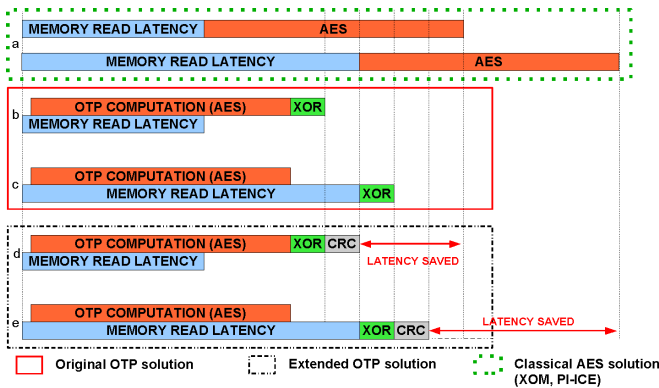 MEMORY READ LATENCY AES
a
MEMORY READ LATENCY AES
b OTP COMPUTATION (AES) XOR
MEMORY READ LATENCY
OTP COMPUTATION (AES)
c MEMORY READ LATENCY XOR
d OTP COMPUTATION (AES) XOR CRC
MEMORY READ LATENCY LATENCY SAVED
OTP COMPUTATION (AES) LATENCY SAVED
e MEMORY READ LATENCY XOR CRC
Original OTP solution Extended OTP solution Classical AES solution
(XOM, PI-ICE)